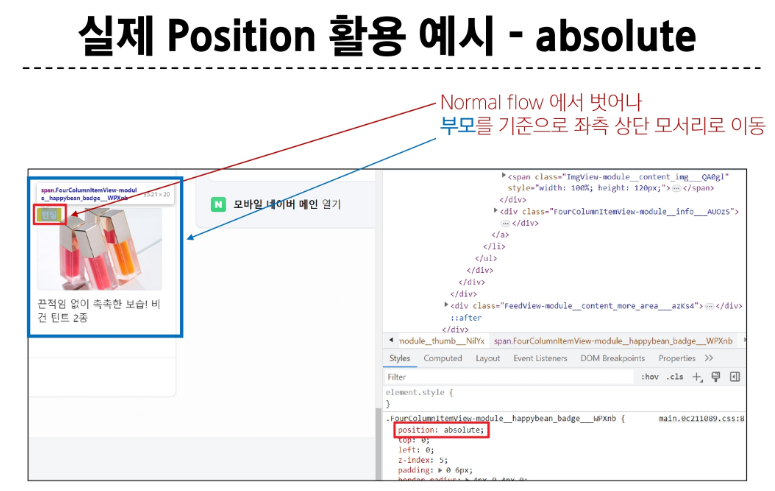 실제 Position 활용 예시 - absolute
Normal flow 에서 벗어나
부모를 기준으로 좌측 상단 모서리로 이동
span.FourColumnItemView-modul
e__happybean_badge___WPXnb
펀딩
끈적임 없이 촉촉한 보습! 비
건 틴트 2종
N 모바일 네이버 메인 열기
▶<span class="ImgView-module__content_img___QA0gl"
style="width: 100%; height: 120px;">⋯</span>
</div>
▶<div class="FourColumnItemView-module__info___AUOzS">
⋯</div>
</a>
</li>
</ul>
</div>
</div>
</div>
▶<div class="FeedView-module__content_more_area___azKs4">⋯</div>
::after
</div>
module__thumb___NilYx span.FourColumnItemView-module__happybean_badge___WPXnb
Styles Computed Layout Event Listeners DOM Breakpoints Properties >>
Filter :hov .cls +
element.style {
}
.FourColumnItemView-module__happybean_badge___WPXnb { main.0c211089.css:8
position: absolute;
top: 0;
left: 0;
z-index: 5;
padding: ▶ 0 6px;